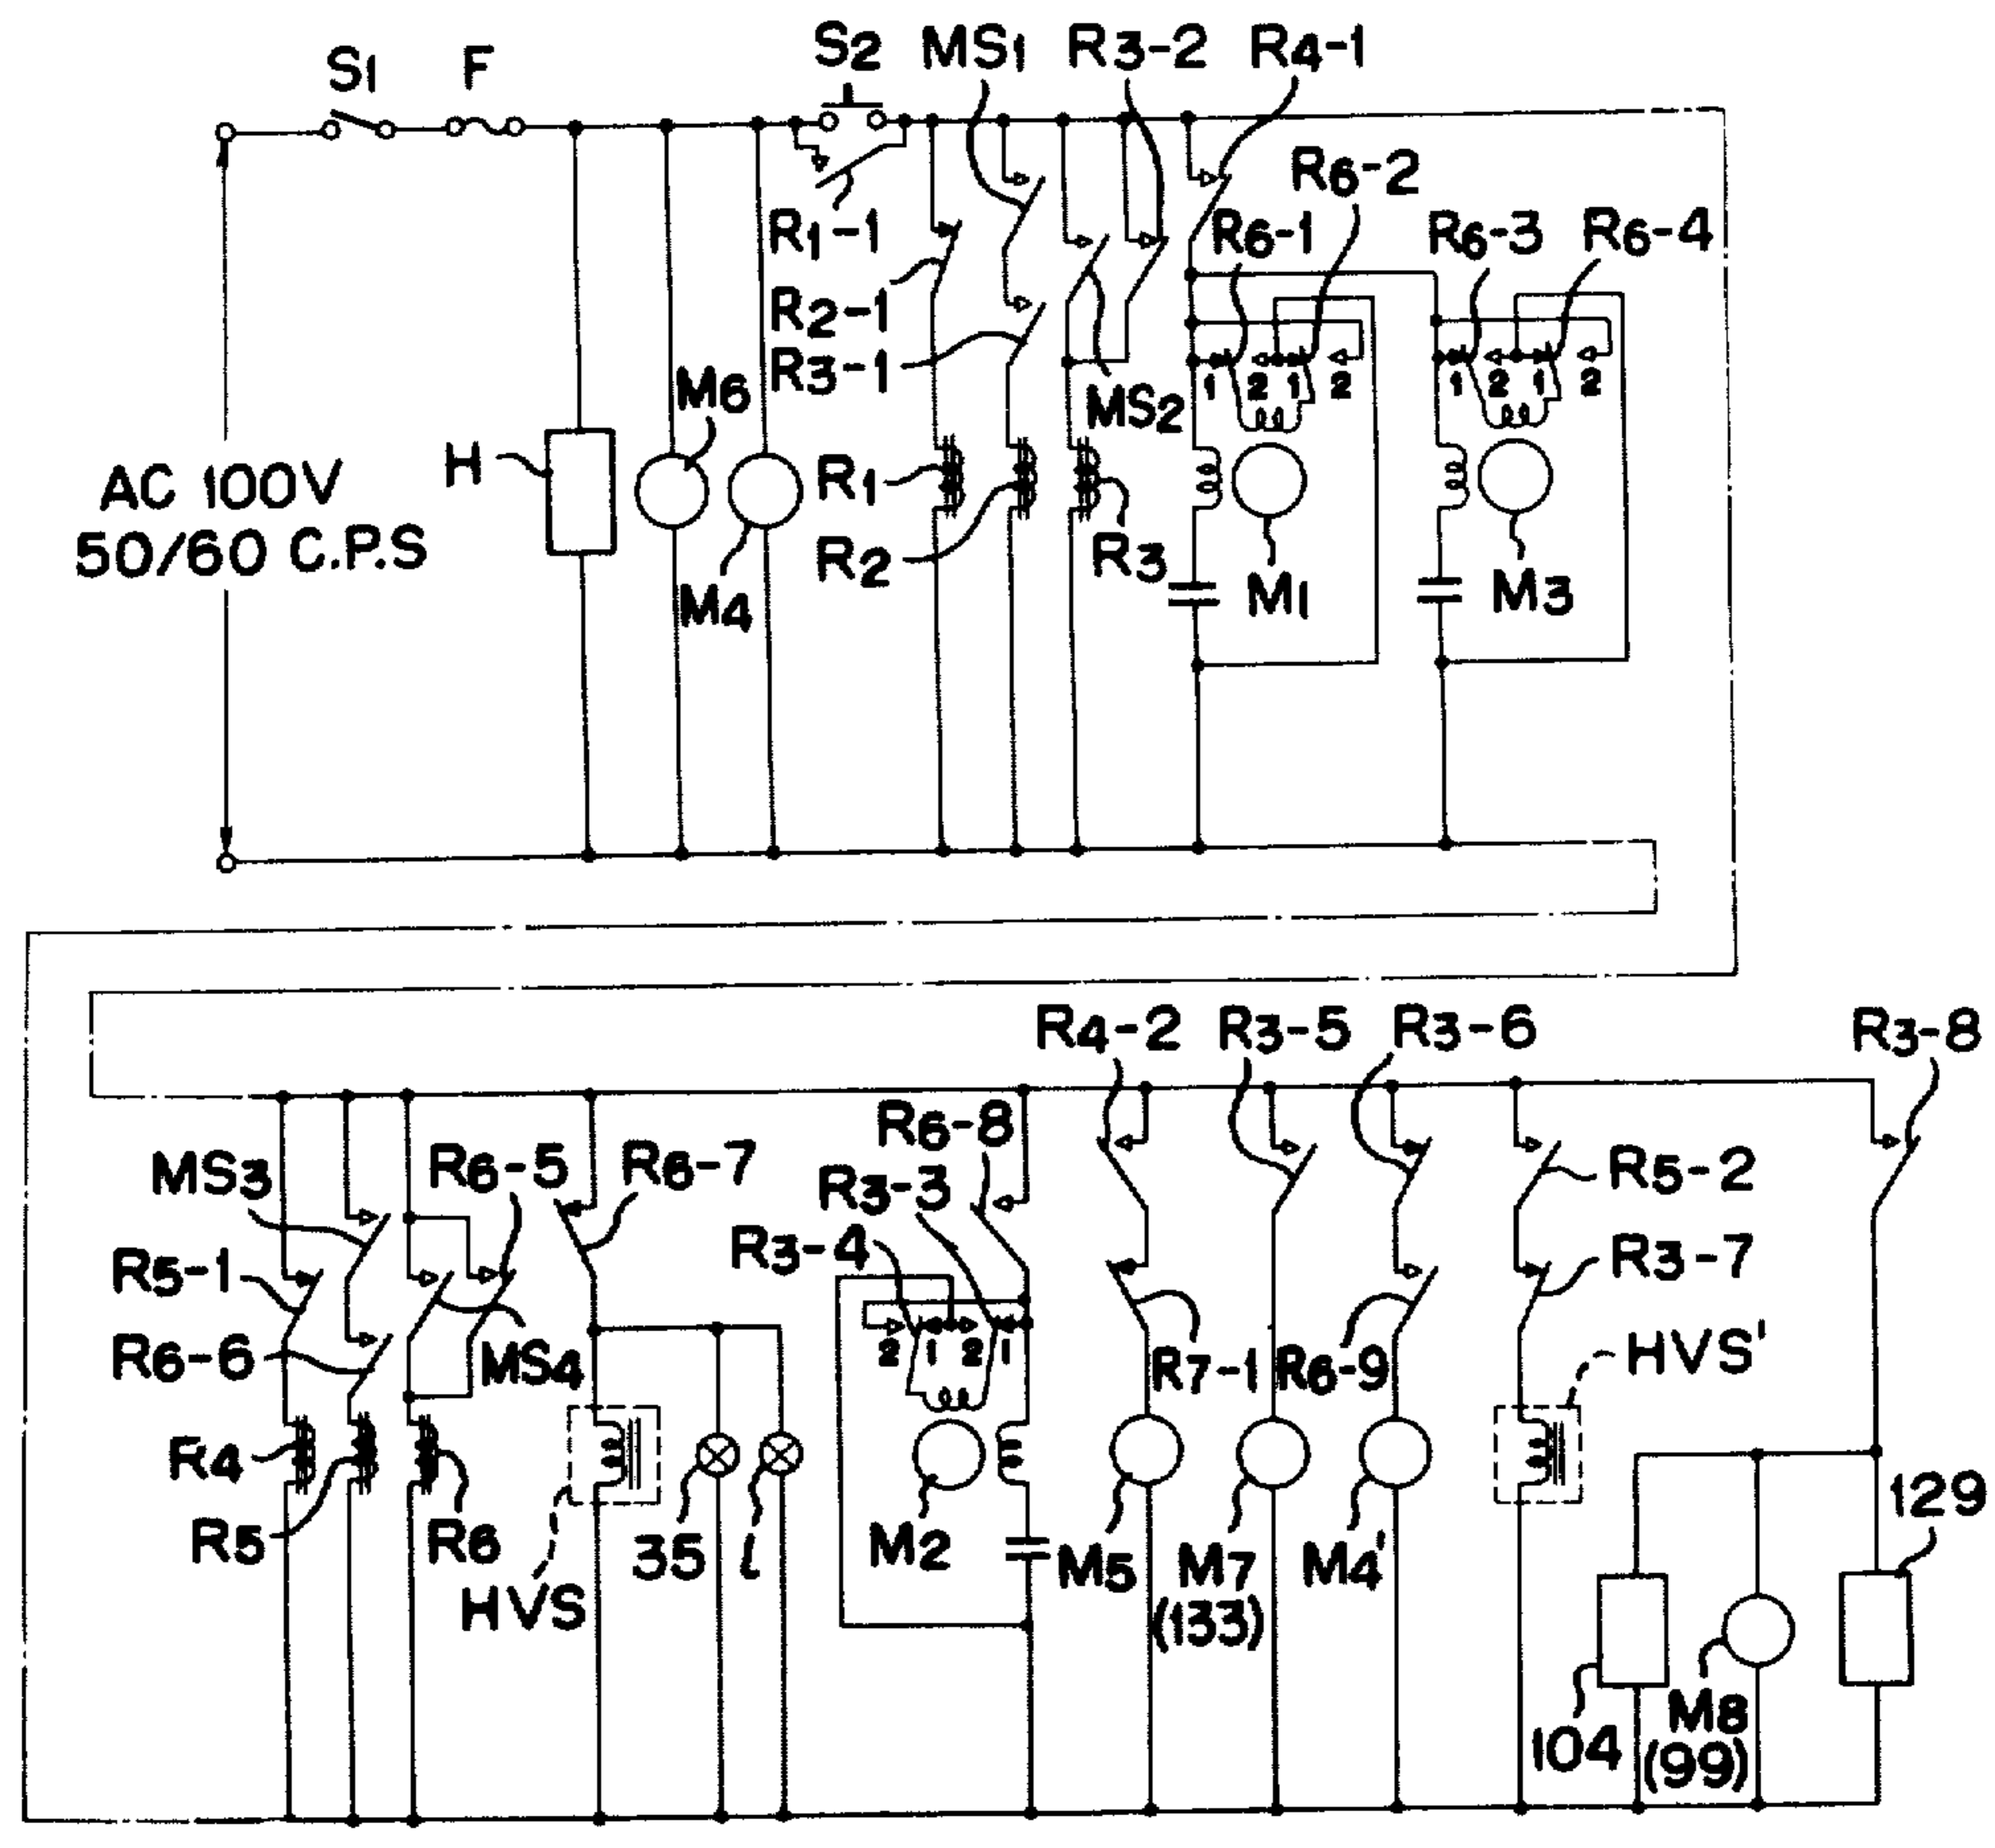 S1 F S2 MS1 R3-2 R4-1
R6-2
R1-1 R6-1 R6-3 R6-4
R2-1
R3-1 1 2 1 2 1 2 1 2
M6 MS2
H R1
AC 100V
50/60 C.P.S
R2 R3 M1 M3
M4
R4-2 R3-5 R3-6 R3-8
R6-8
MS3 R6-5 R6-7 R3-3 R5-2
R3-4
R5-1 R3-7
R6-6 MS4 2 1 2 1 R7-1 R6-9 HVS'
R4
R5 R6 35 l M2 M5 M7 M4' 129
HVS (133)
104 M8
(99)